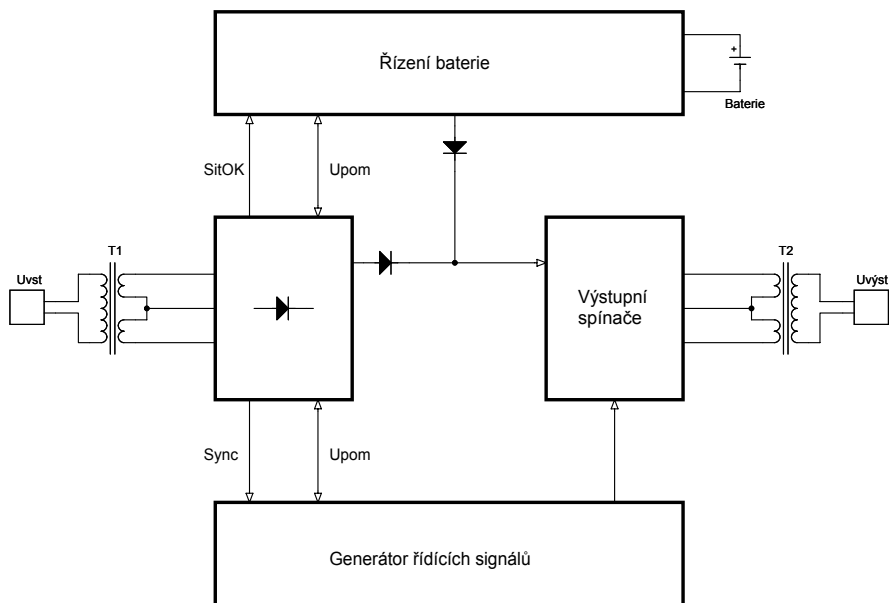 Řízení baterie
+
Baterie
SitOK
Upom
T1
T2
Uvst
Uvýst
Výstupní
spínače
Sync
Upom
Generátor řídících signálů